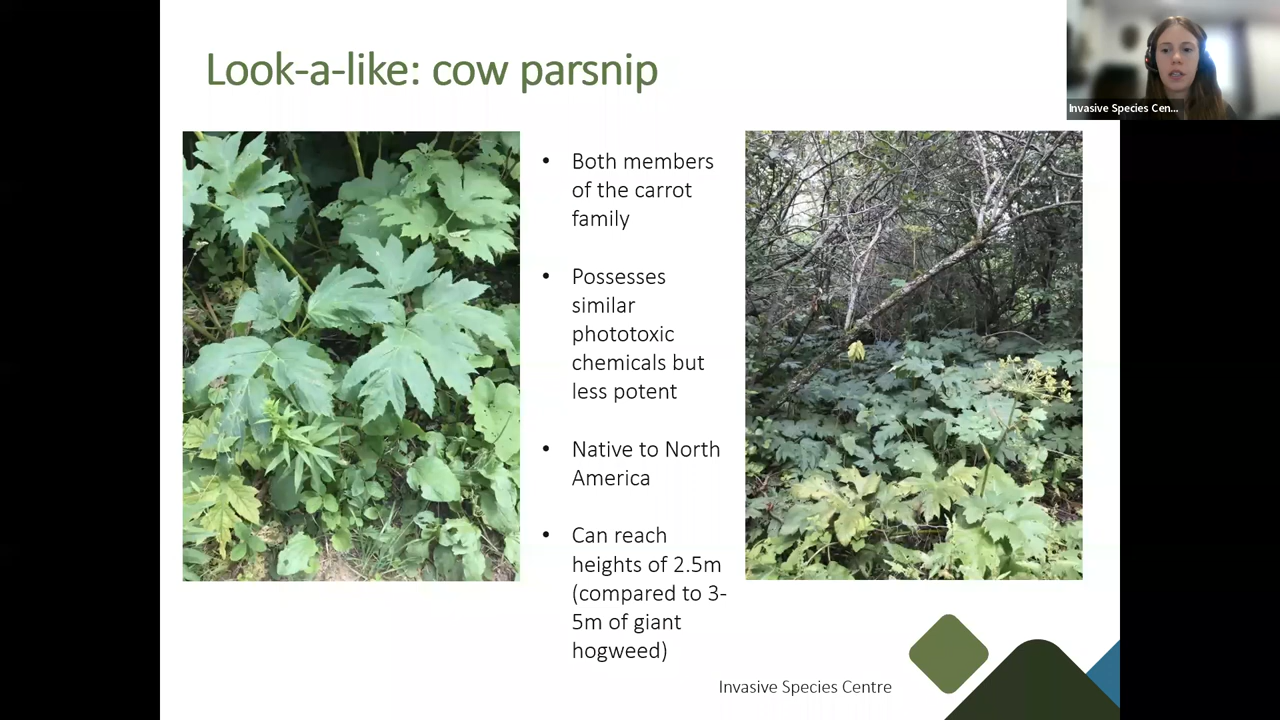 Look-a-like: cow parsnip
Invasive Species Cen...
• Both members
of the carrot
family
• Possesses
similar
phototoxic
chemicals but
less potent
• Native to North
America
• Can reach
heights of 2.5m
(compared to 3-
5m of giant
hogweed)
Invasive Species Centre